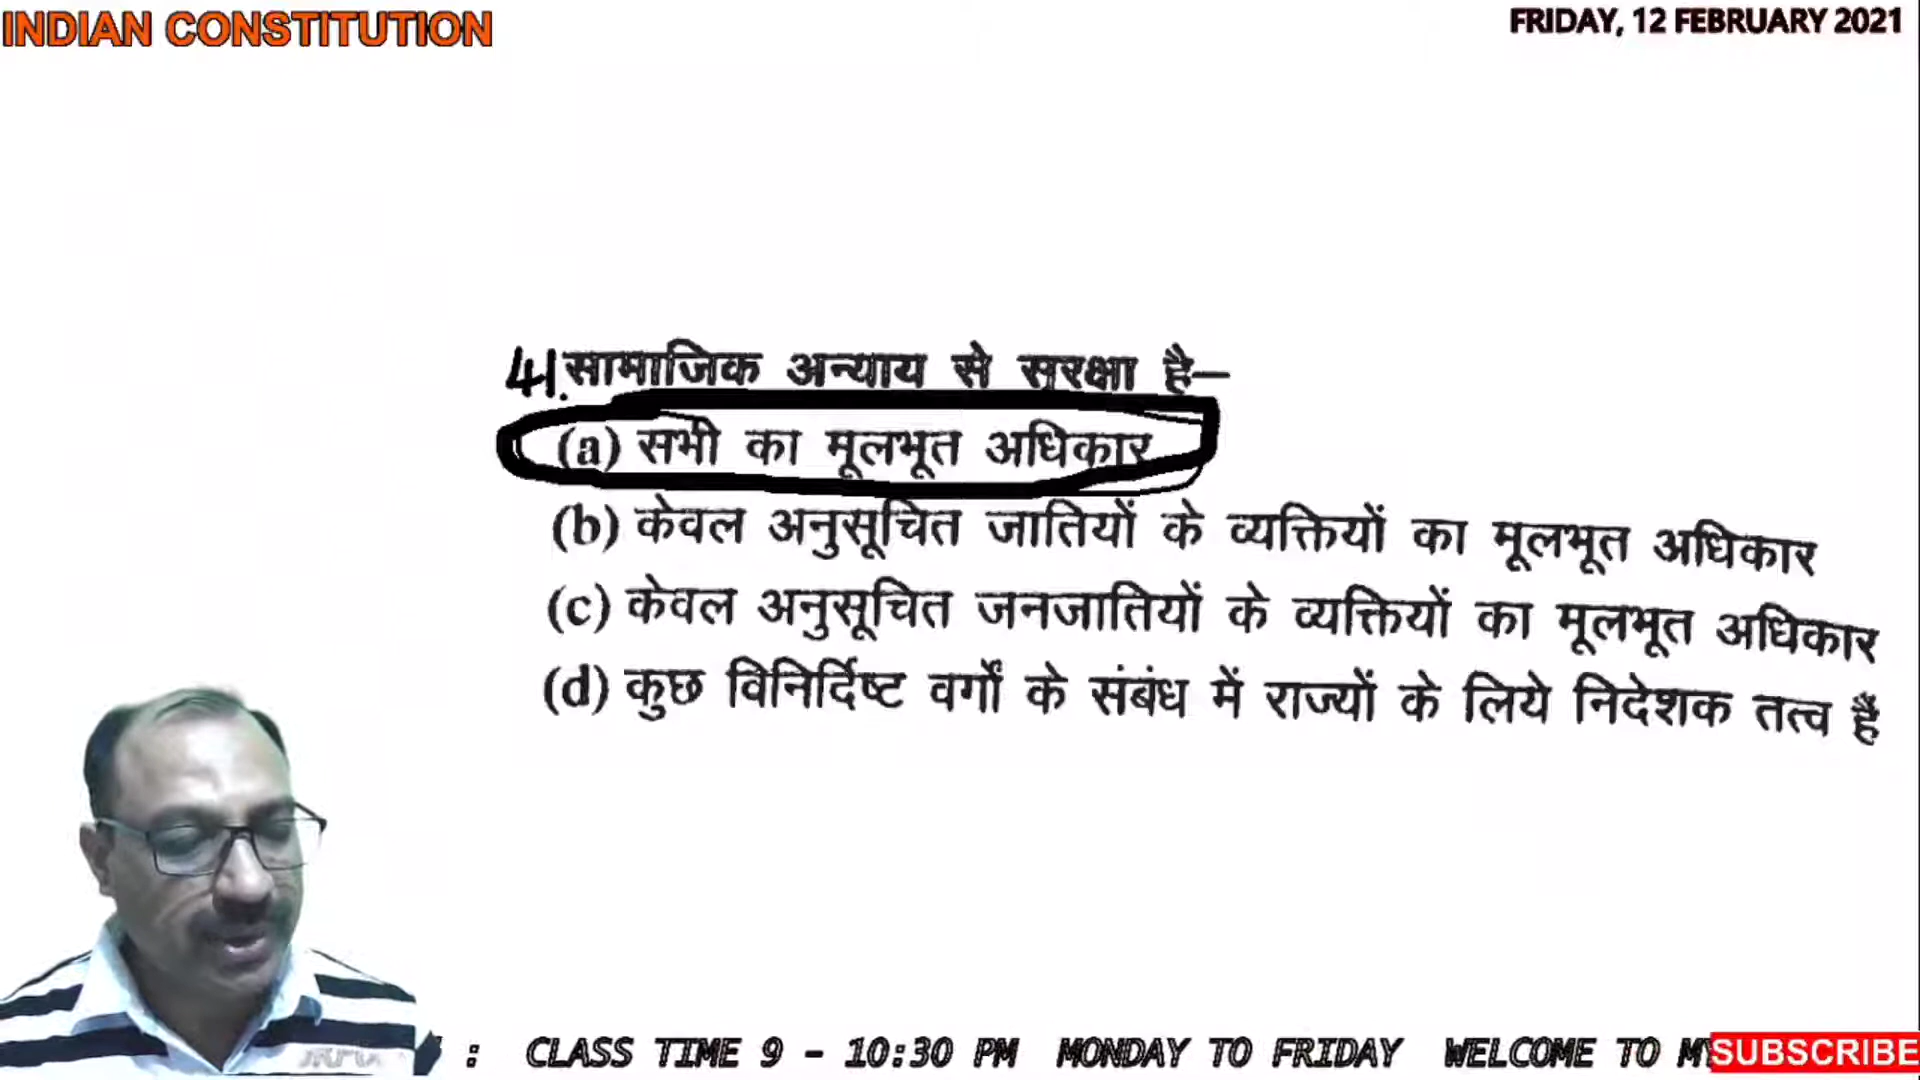 INDIAN CONSTITUTION
FRIDAY, 12 FEBRUARY 2021
41. सामाजिक अन्याय से सुरक्षा है–
(a) सभी का मूलभूत अधिकार
(b) केवल अनुसूचित जातियों के व्यक्तियों का मूलभूत अधिकार
(c) केवल अनुसूचित जनजातियों के व्यक्तियों का मूलभूत अधिकार
(d) कुछ विनिर्दिष्ट वर्गों के संबंध में राज्यों के लिये निदेशक तत्व हैं
: CLASS TIME 9 - 10:30 PM MONDAY TO FRIDAY WELCOME TO
SUBSCRIBE